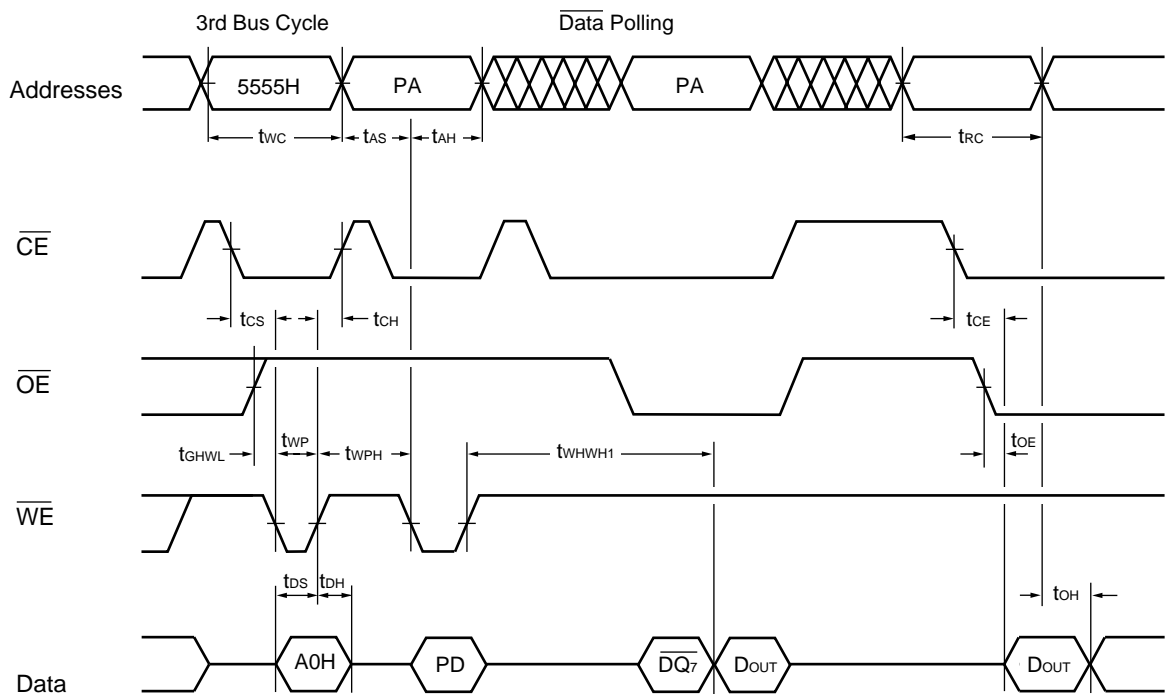 3rd Bus Cycle Data Polling
Addresses 5555H PA PA
tWC tAS tAH tRC
CE
tCS tCH tCE
OE
tGHWL tWP tWPH tWHWH1 tOE
WE
tDS tDH tOH
Data A0H PD DQ7 DOUT DOUT